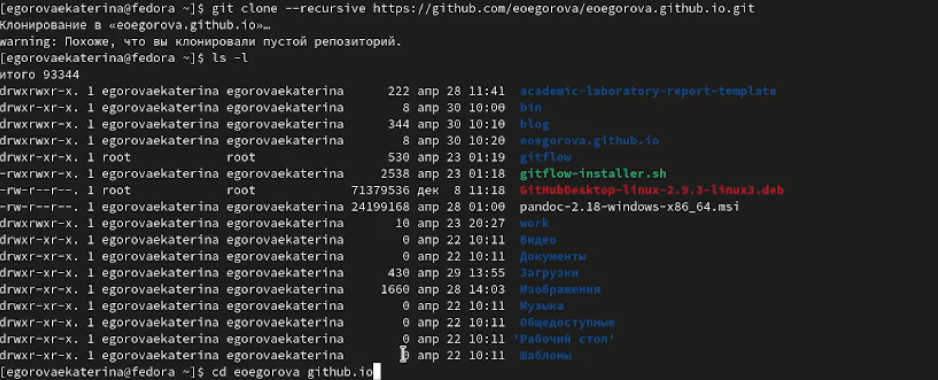 [egorovaekaterina@fedora ~]$ git clone --recursive https://github.com/eoegorova/eoegorova.github.io.git
Клонирование в «eoegorova.github.io»…
warning: Похоже, что вы клонировали пустой репозиторий.
[egorovaekaterina@fedora ~]$ ls -l
итого 93344
drwxrwxr-x. 1 egorovaekaterina egorovaekaterina 222 апр 28 11:41 academic-laboratory-report-template
drwxrwxr-x. 1 egorovaekaterina egorovaekaterina 8 апр 30 10:00 bin
drwxrwxr-x. 1 egorovaekaterina egorovaekaterina 344 апр 30 10:10 blog
drwxrwxr-x. 1 egorovaekaterina egorovaekaterina 8 апр 30 10:20 eoegorova.github.io
drwxr-xr-x. 1 root root 530 апр 23 01:19 gitflow
-rwxrwxr-x. 1 egorovaekaterina egorovaekaterina 2538 апр 23 01:18 gitflow-installer.sh
-rw-r--r--. 1 root root 71379536 дек 8 11:18 GitHubDesktop-linux-2.9.3-linux3.deb
-rw-r--r--. 1 egorovaekaterina egorovaekaterina 24199168 апр 28 01:00 pandoc-2.18-windows-x86_64.msi
drwxrwxr-x. 1 egorovaekaterina egorovaekaterina 10 апр 23 20:27 work
drwxr-xr-x. 1 egorovaekaterina egorovaekaterina 0 апр 22 10:11 Видео
drwxr-xr-x. 1 egorovaekaterina egorovaekaterina 0 апр 22 10:11 Документы
drwxr-xr-x. 1 egorovaekaterina egorovaekaterina 430 апр 29 13:55 Загрузки
drwxr-xr-x. 1 egorovaekaterina egorovaekaterina 1660 апр 28 14:03 Изображения
drwxr-xr-x. 1 egorovaekaterina egorovaekaterina 0 апр 22 10:11 Музыка
drwxr-xr-x. 1 egorovaekaterina egorovaekaterina 0 апр 22 10:11 Общедоступные
drwxr-xr-x. 1 egorovaekaterina egorovaekaterina 0 апр 22 10:11 'Рабочий стол'
drwxr-xr-x. 1 egorovaekaterina egorovaekaterina 0 апр 22 10:11 Шаблоны
[egorovaekaterina@fedora ~]$ cd eoegorova github.io